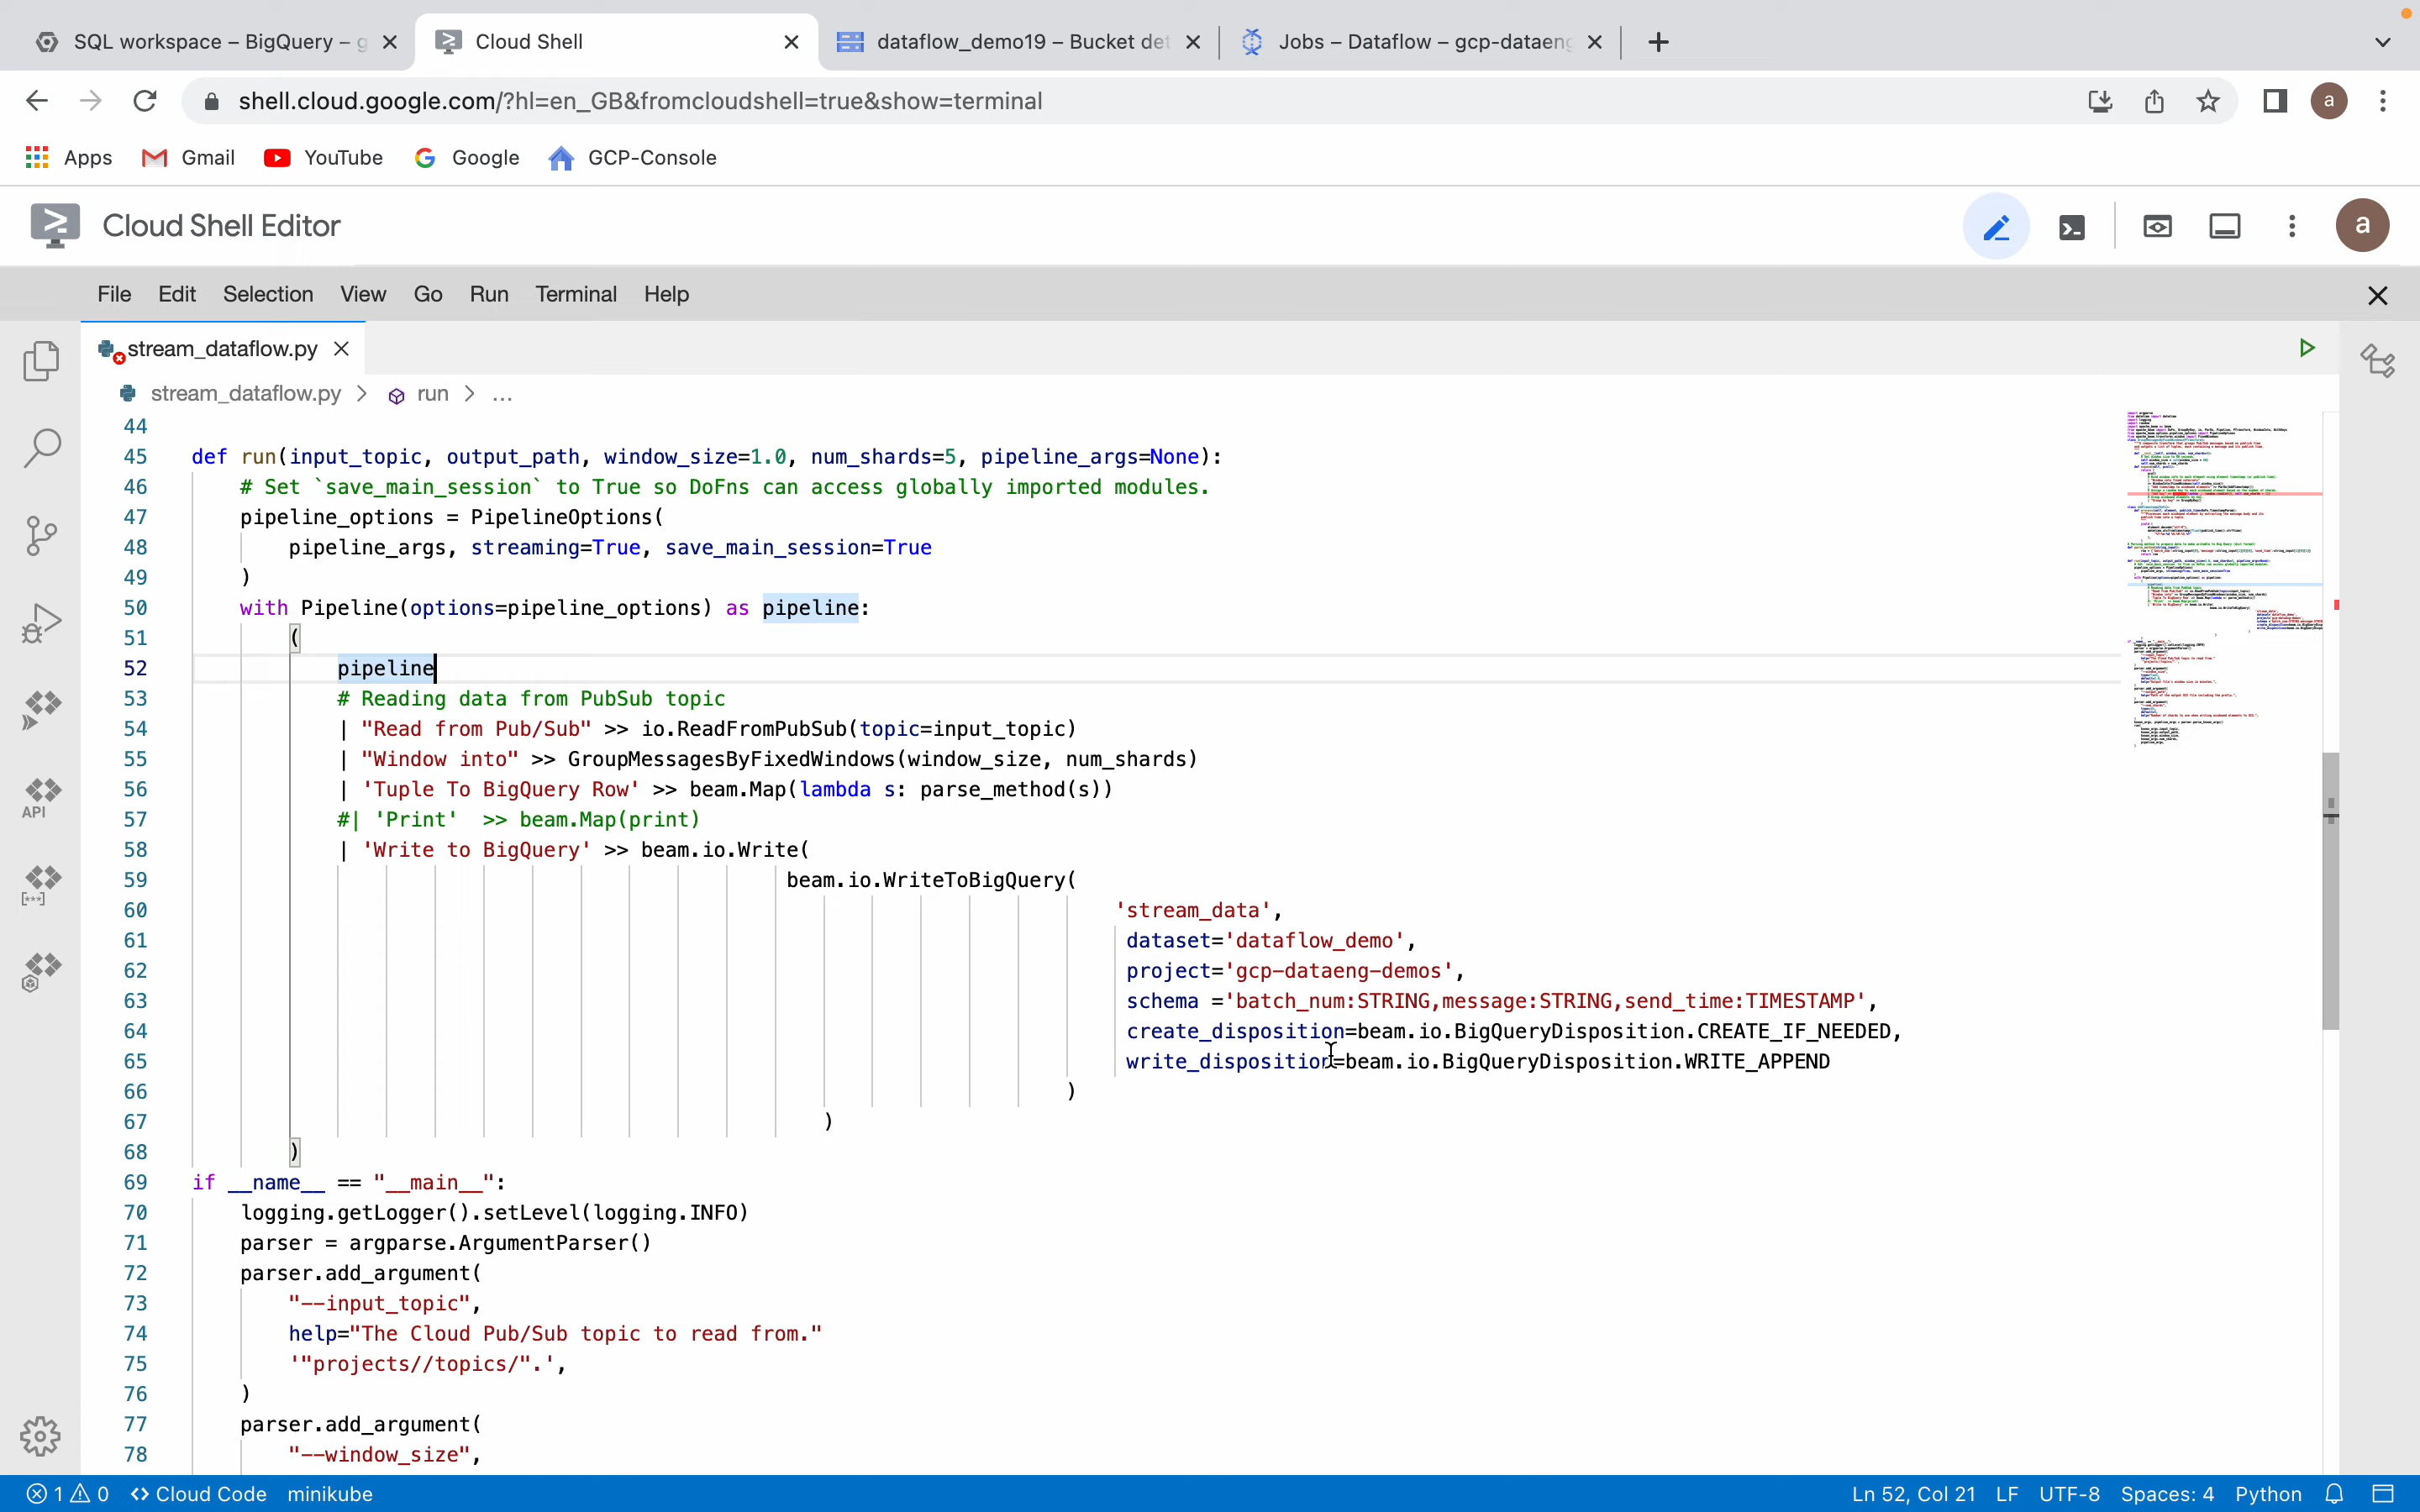 SQL workspace – BigQuery – g
Cloud Shell
dataflow_demo19 – Bucket det
Jobs – Dataflow – gcp-dataeng
shell.cloud.google.com/?hl=en_GB&fromcloudshell=true&show=terminal
a
Apps
Gmail
YouTube
Google
GCP-Console
Cloud Shell Editor
a
File Edit Selection View Go Run Terminal Help
stream_dataflow.py
stream_dataflow.py > run > ...
44
45 def run(input_topic, output_path, window_size=1.0, num_shards=5, pipeline_args=None):
46 # Set `save_main_session` to True so DoFns can access globally imported modules.
47 pipeline_options = PipelineOptions(
48 pipeline_args, streaming=True, save_main_session=True
49 )
50 with Pipeline(options=pipeline_options) as pipeline:
51 (
52 pipeline
53 # Reading data from PubSub topic
54 | "Read from Pub/Sub" >> io.ReadFromPubSub(topic=input_topic)
55 | "Window into" >> GroupMessagesByFixedWindows(window_size, num_shards)
56 | 'Tuple To BigQuery Row' >> beam.Map(lambda s: parse_method(s))
57 #| 'Print' >> beam.Map(print)
58 | 'Write to BigQuery' >> beam.io.Write(
59 beam.io.WriteToBigQuery(
60 'stream_data',
61 dataset='dataflow_demo',
62 project='gcp-dataeng-demos',
63 schema ='batch_num:STRING,message:STRING,send_time:TIMESTAMP',
64 create_disposition=beam.io.BigQueryDisposition.CREATE_IF_NEEDED,
65 write_disposition=beam.io.BigQueryDisposition.WRITE_APPEND
66 )
67 )
68 )
69 if __name__ == "__main__":
70 logging.getLogger().setLevel(logging.INFO)
71 parser = argparse.ArgumentParser()
72 parser.add_argument(
73 "--input_topic",
74 help="The Cloud Pub/Sub topic to read from."
75 '"projects//topics/".',
76 )
77 parser.add_argument(
78 "--window_size",
API
1 0 Cloud Code minikube
Ln 52, Col 21 LF UTF-8 Spaces: 4 Python